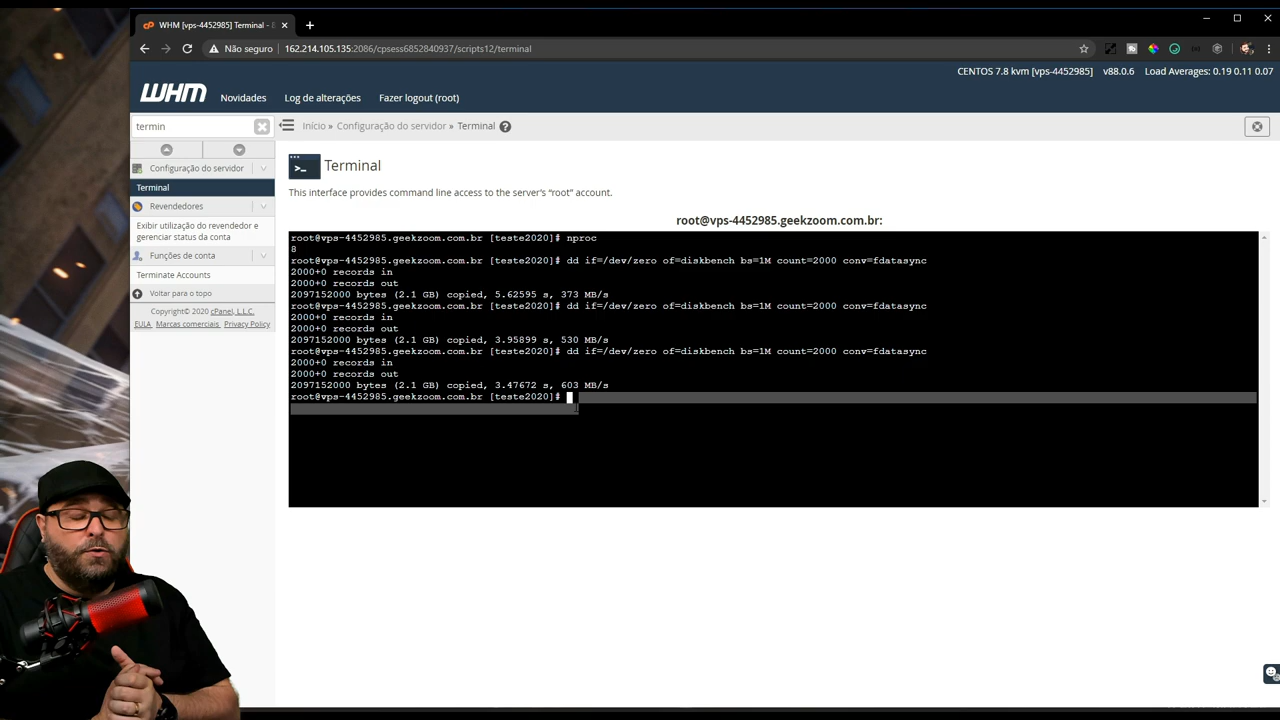 WHM [vps-4452985] Terminal - 8
Não seguro
162.214.105.135:2086/cpsess6852840937/scripts12/terminal
CENTOS 7.8 kvm [vps-4452985] v88.0.6 Load Averages: 0.19 0.11 0.07
WHM
Novidades
Log de alterações
Fazer logout (root)
termin
Início » Configuração do servidor » Terminal
Configuração do servidor
Terminal
Revendedores
Exibir utilização do revendedor e
gerenciar status da conta
Funções de conta
Terminate Accounts
Voltar para o topo
Copyright© 2020 cPanel, L.L.C.
EULA Marcas comerciais Privacy Policy
Terminal
This interface provides command line access to the server's “root” account.
root@vps-4452985.geekzoom.com.br:
root@vps-4452985.geekzoom.com.br [teste2020]# nproc
8
root@vps-4452985.geekzoom.com.br [teste2020]# dd if=/dev/zero of=diskbench bs=1M count=2000 conv=fdatasync
2000+0 records in
2000+0 records out
2097152000 bytes (2.1 GB) copied, 5.62595 s, 373 MB/s
root@vps-4452985.geekzoom.com.br [teste2020]# dd if=/dev/zero of=diskbench bs=1M count=2000 conv=fdatasync
2000+0 records in
2000+0 records out
2097152000 bytes (2.1 GB) copied, 3.95899 s, 530 MB/s
root@vps-4452985.geekzoom.com.br [teste2020]# dd if=/dev/zero of=diskbench bs=1M count=2000 conv=fdatasync
2000+0 records in
2000+0 records out
2097152000 bytes (2.1 GB) copied, 3.47672 s, 603 MB/s
root@vps-4452985.geekzoom.com.br [teste2020]#